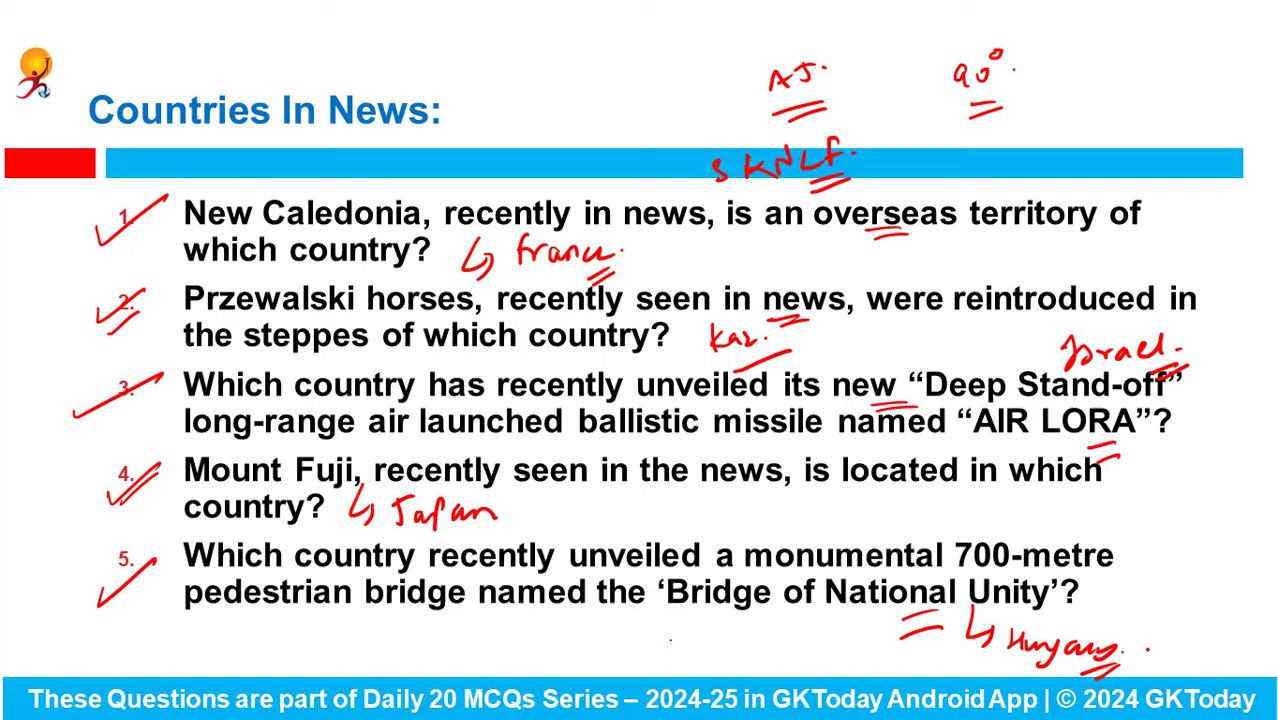 AJ.
90°
Countries In News:
SKNLF.
1. New Caledonia, recently in news, is an overseas territory of
which country? France.
2. Przewalski horses, recently seen in news, were reintroduced in
the steppes of which country? Kaz.
Israel.
3. Which country has recently unveiled its new “Deep Stand-off”
long-range air launched ballistic missile named “AIR LORA”?
4. Mount Fuji, recently seen in the news, is located in which
country? Japan
5. Which country recently unveiled a monumental 700-metre
pedestrian bridge named the ‘Bridge of National Unity’?
Hungary.
These Questions are part of Daily 20 MCQs Series – 2024-25 in GKToday Android App | © 2024 GKToday